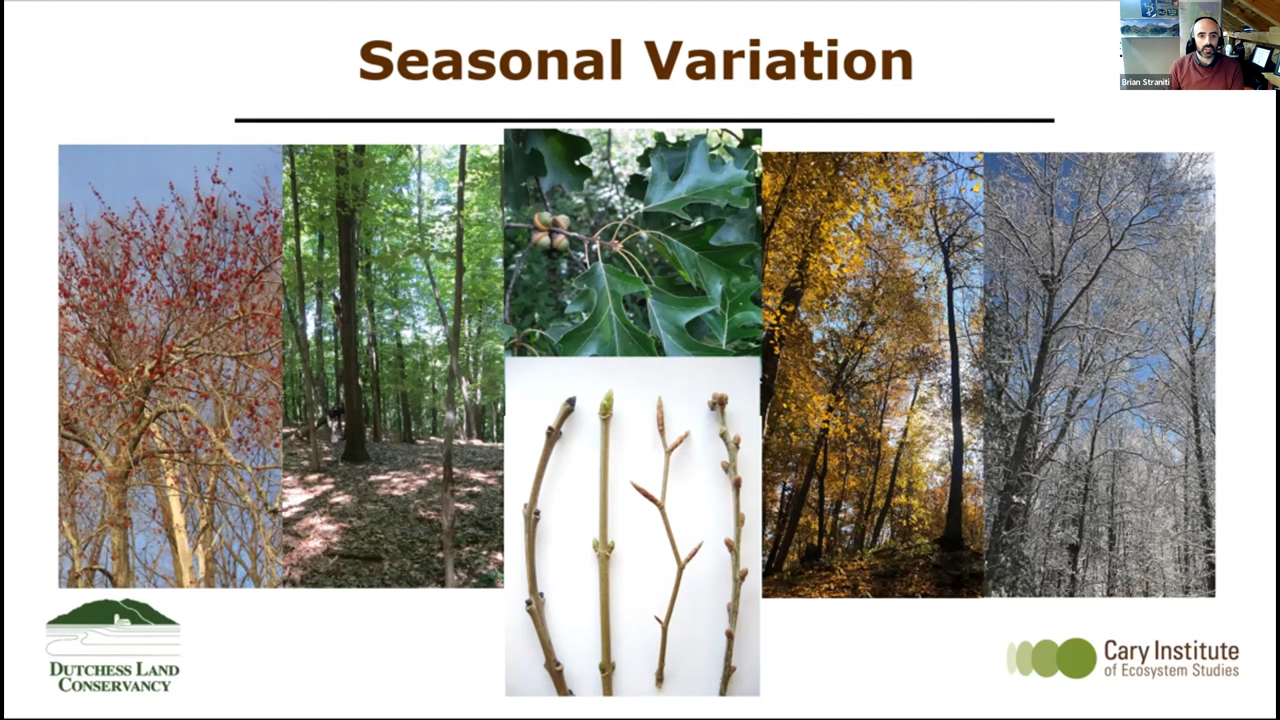 Seasonal Variation
Brian Straniti
DUTCHESS LAND
CONSERVANCY
Cary Institute
of Ecosystem Studies